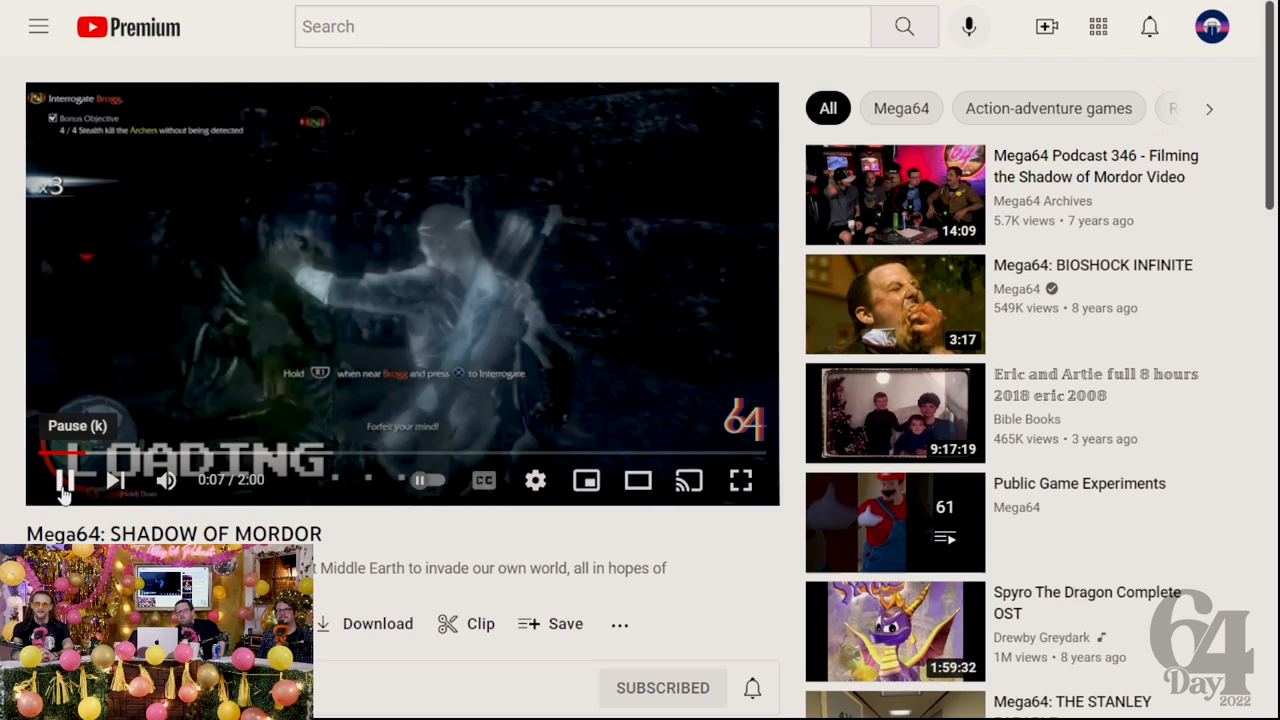 Premium
Search
Interrogate Brogg.
Bonus Objective
4 / 4 Stealth kill the Archers without being detected
x3
Hold R1 when near Brogg and press to Interrogate.
Forfeit your mind!
64
Pause (k)
LOADING
0:07 / 2:00
CC
Mega64: SHADOW OF MORDOR
t Middle Earth to invade our own world, all in hopes of
Download
Clip
Save
SUBSCRIBED
All
Mega64
Action-adventure games
R
Mega64 Podcast 346 - Filming
the Shadow of Mordor Video
Mega64 Archives
5.7K views • 7 years ago
14:09
Mega64: BIOSHOCK INFINITE
Mega64
549K views • 8 years ago
3:17
𝔼𝕣𝕚𝕔 𝕒𝕟𝕕 𝔸𝕣𝕥𝕚𝕖 𝕗𝕦𝕝𝕝 𝟠 𝕙𝕠𝕦𝕣𝕤
𝟚𝟘𝟙𝟠 𝕖𝕣𝕚𝕔 𝟚𝟘𝟘𝟠
Bible Books
465K views • 3 years ago
9:17:19
Public Game Experiments
Mega64
61
Spyro The Dragon Complete
OST
Drewby Greydark
1M views • 8 years ago
1:59:32
Mega64: THE STANLEY
64
Day
2022